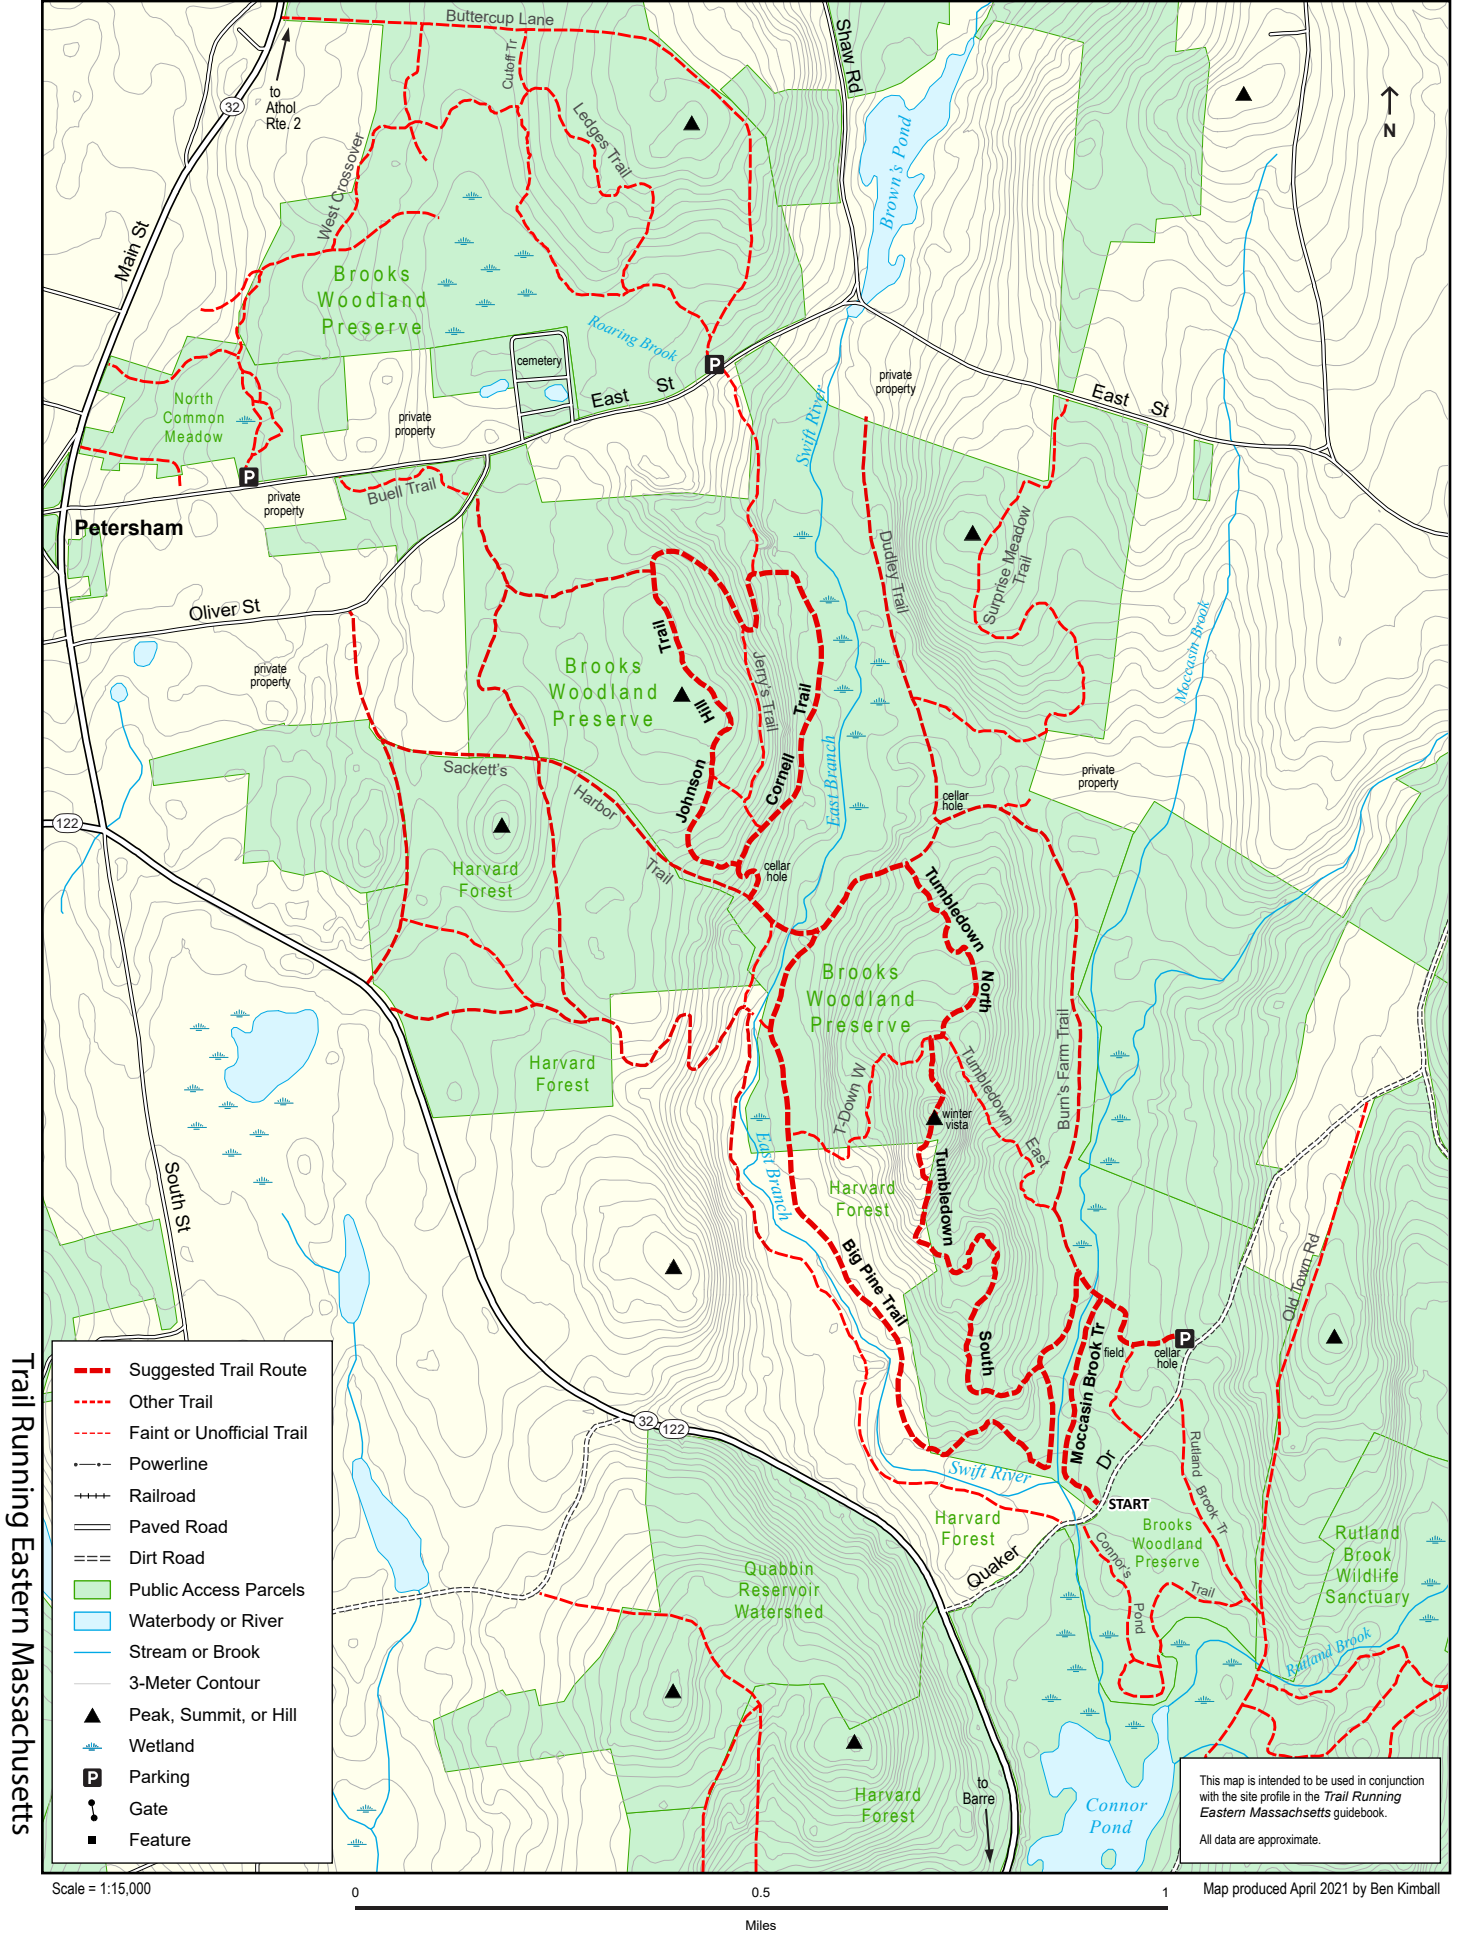 Buttercup Lane
Shaw Rd
Cutoff Tr
to
Athol
Rte. 2
32
Ledges Trail
Brown's Pond
N
West Crossover
Main St
Brooks
Woodland
Preserve
Roaring Brook
cemetery
P
East St
private
property
Swift River
East St
North
Common
Meadow
private
property
P
private
property
Buell Trail
Petersham
Dudley Trail
Surprise Meadow
Trail
Oliver St
Trail
Moccasin Brook
private
property
Brooks
Woodland
Preserve
Jerry's Trail
Hill
Trail
Cornell
Johnson
East Branch
Sackett's
Harbor
Trail
private
property
cellar
hole
122
Harvard
Forest
cellar
hole
Tumbledown
North
Brooks
Woodland
Preserve
Harvard
Forest
T-Down W
Tumbledown
East
Burn's Farm Trail
winter
vista
East Branch
Tumbledown
South
Harvard
Forest
South St
Big Pine Trail
Old Town Rd
Moccasin Brook Tr
field
cellar
hole
P
32
122
Swift River
Dr
START
Rutland Brook Tr
Harvard
Forest
Quaker
Connor's
Pond
Trail
Brooks
Woodland
Preserve
Rutland
Brook
Wildlife
Sanctuary
Quabbin
Reservoir
Watershed
Rutland Brook
Harvard
Forest
to
Barre
Connor
Pond
Trail Running Eastern Massachusetts
Suggested Trail Route
Other Trail
Faint or Unofficial Trail
Powerline
Railroad
Paved Road
Dirt Road
Public Access Parcels
Waterbody or River
Stream or Brook
3-Meter Contour
Peak, Summit, or Hill
Wetland
P Parking
Gate
Feature
This map is intended to be used in conjunction
with the site profile in the Trail Running
Eastern Massachsetts guidebook.
All data are approximate.
Scale = 1:15,000
0 0.5 1
Miles
Map produced April 2021 by Ben Kimball